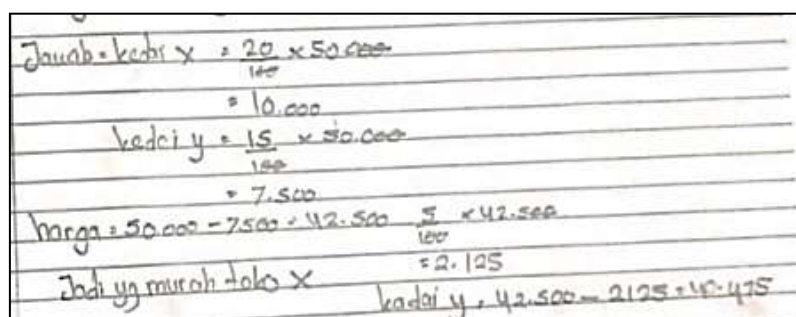 Jawab = kedai x = 20/100 x 50.000
= 10.000
kedai y = 15/100 x 50.000
= 7.500
harga = 50.000 - 7500 = 42.500 5/100 x 42.500
= 2.125
Jadi yg murah toko X
kadai y = 42.500 - 2125 = 40.475